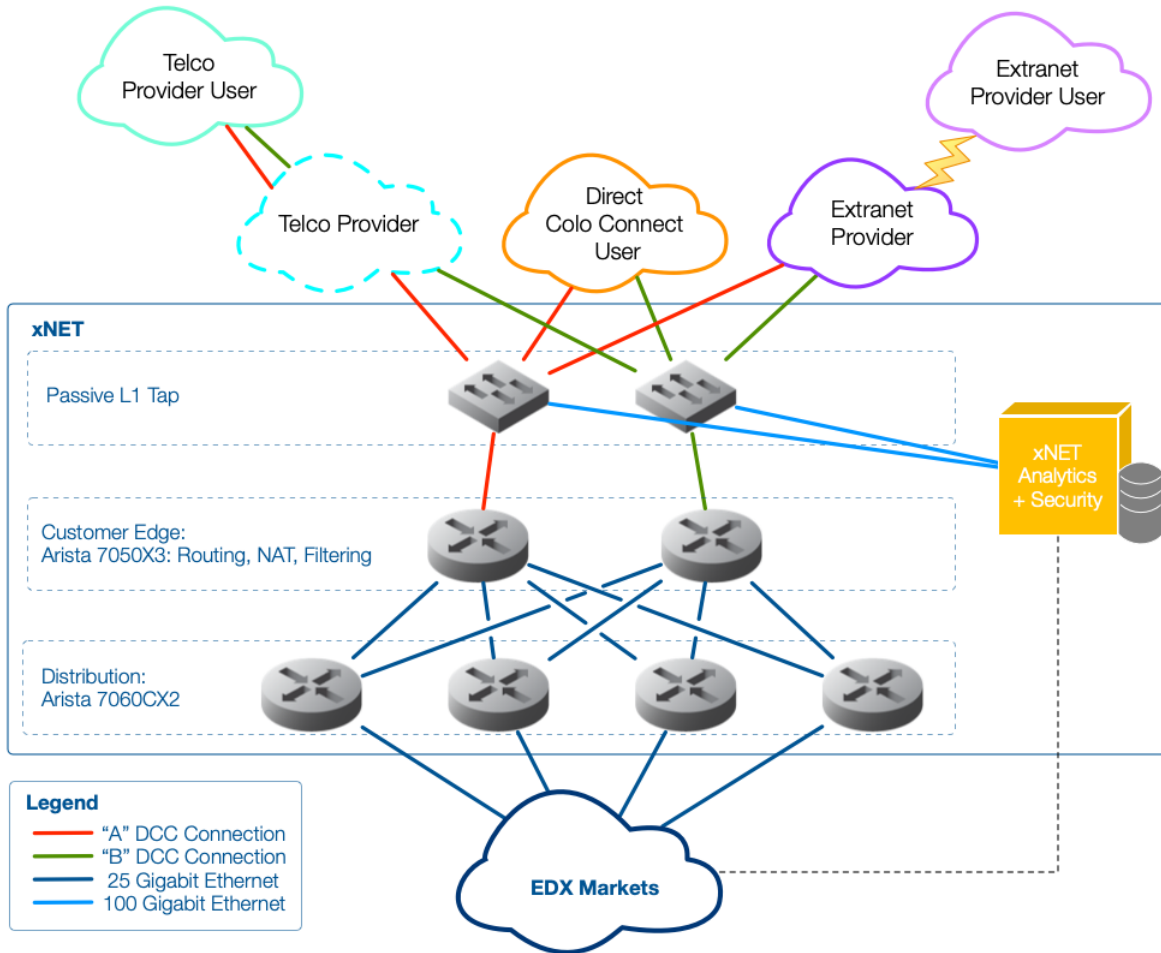 Telco
Provider User
Extranet
Provider User
Telco Provider
Direct
Colo Connect
User
Extranet
Provider
xNET
Passive L1 Tap
xNET
Analytics
+ Security
Customer Edge:
Arista 7050X3: Routing, NAT, Filtering
Distribution:
Arista 7060CX2
Legend
“A” DCC Connection
“B” DCC Connection
25 Gigabit Ethernet
100 Gigabit Ethernet
EDX Markets